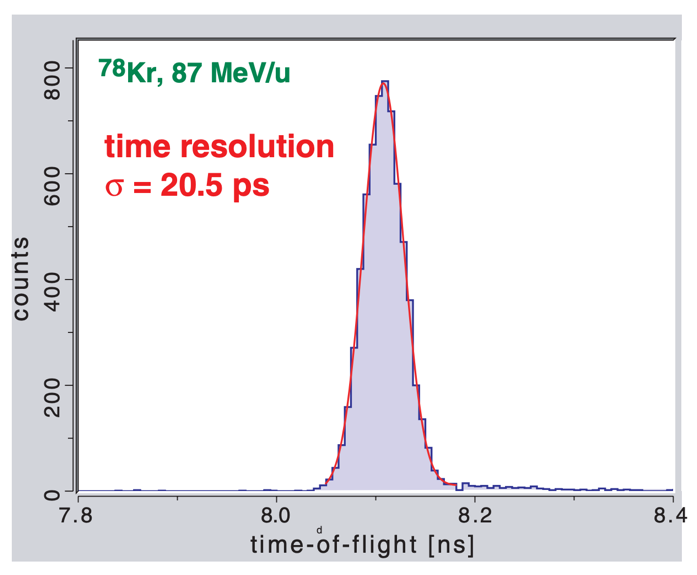 ⁷⁸Kr, 87 MeV/u
time resolution
σ = 20.5 ps
counts
800
600
400
200
0
7.8 8.0 8.2 8.4
d
time-of-flight [ns]